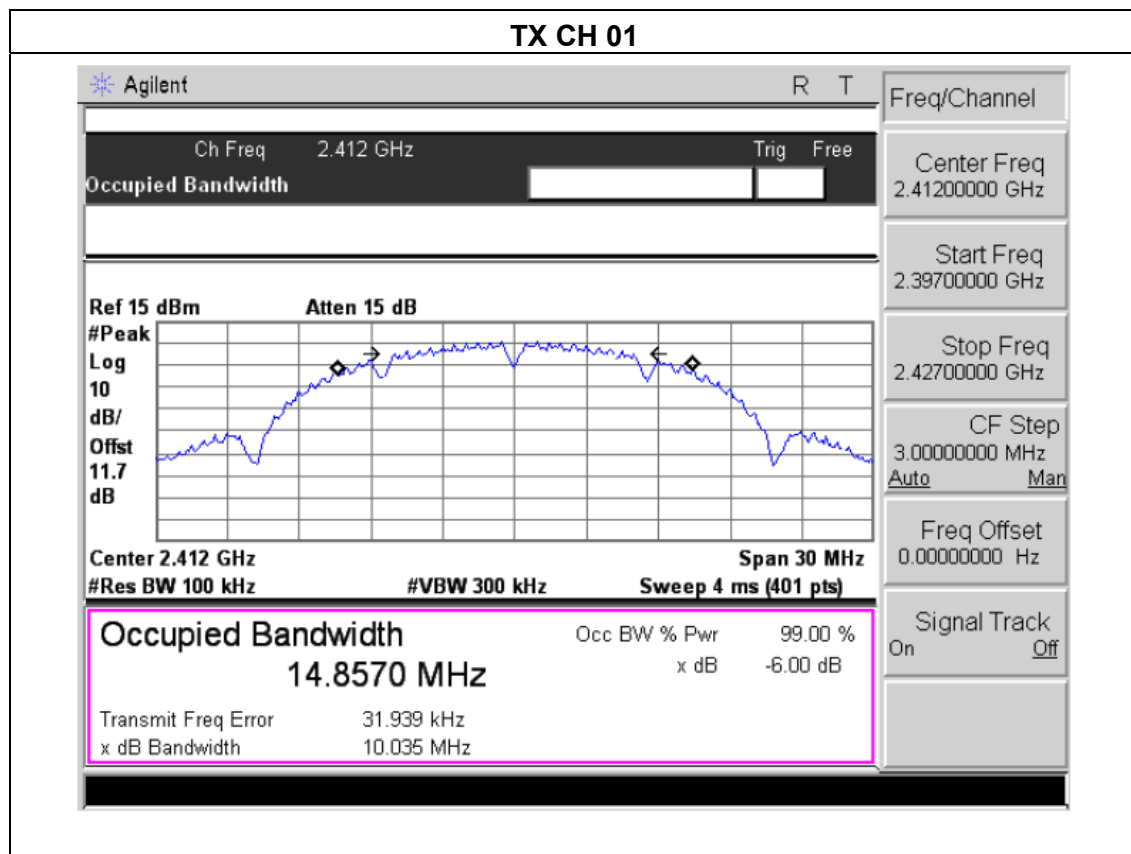 TX CH 01
Agilent R T
Ch Freq 2.412 GHz Trig Free
Occupied Bandwidth
Ref 15 dBm Atten 15 dB
#Peak
Log
10
dB/
Offst
11.7
dB
Center 2.412 GHz Span 30 MHz
#Res BW 100 kHz #VBW 300 kHz Sweep 4 ms (401 pts)
Occupied Bandwidth Occ BW % Pwr 99.00 %
14.8570 MHz x dB -6.00 dB
Transmit Freq Error 31.939 kHz
x dB Bandwidth 10.035 MHz
Freq/Channel
Center Freq
2.41200000 GHz
Start Freq
2.39700000 GHz
Stop Freq
2.42700000 GHz
CF Step
3.00000000 MHz
Auto Man
Freq Offset
0.00000000 Hz
Signal Track
On Off